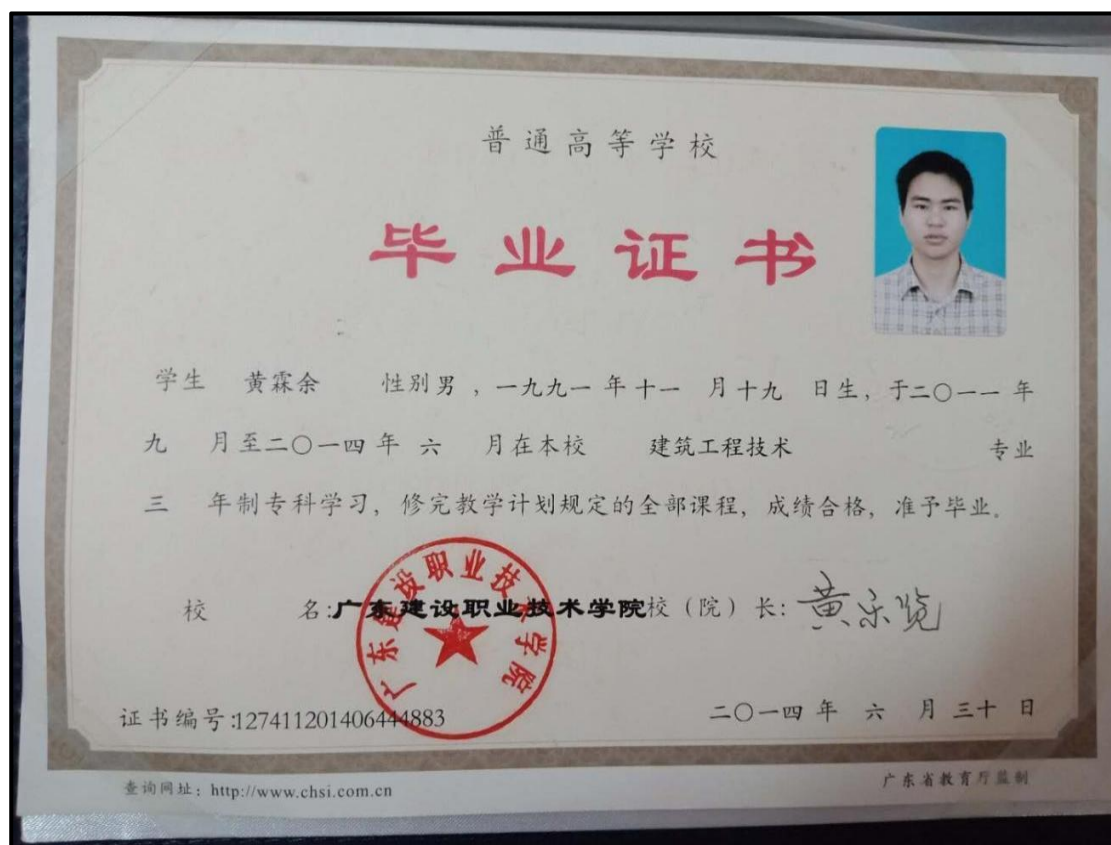 普通高等学校
毕业证书
学生 黄霖余 性别 男 ，一九九一 年 十一 月 十九 日生，于二〇一一 年
九 月至二〇一四 年 六 月在本校 建筑工程技术 专业
三 年制专科学习，修完教学计划规定的全部课程，成绩合格，准予毕业。
校 名:广东建设职业技术学院校（院）长: 黄乐览
广东建设职业技术学院
证书编号:127411201406444883 二〇一四 年 六 月 三十 日
查询网址：http://www.chsi.com.cn 广东省教育厅监制